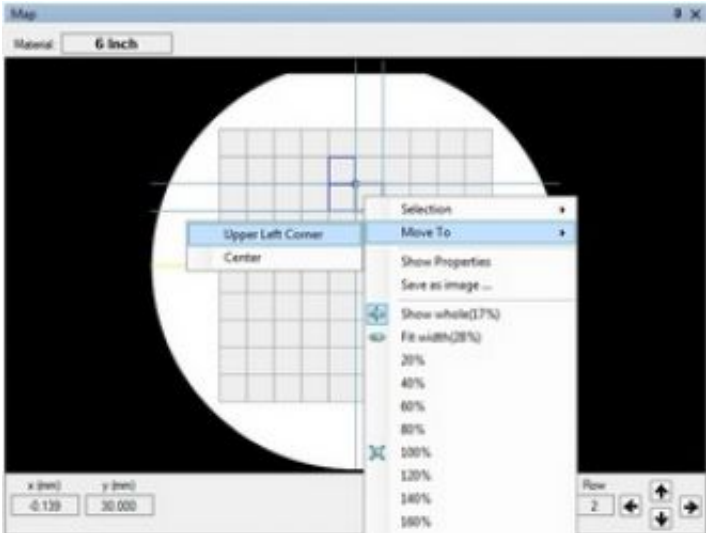 Map
Material: 6 Inch
Selection
Move To
Upper Left Corner
Center
Show Properties
Save as image ...
Show whole(17%)
Fit width(28%)
20%
40%
60%
80%
100%
120%
140%
160%
x (mm) y (mm) Row
-0.139 30.000 2